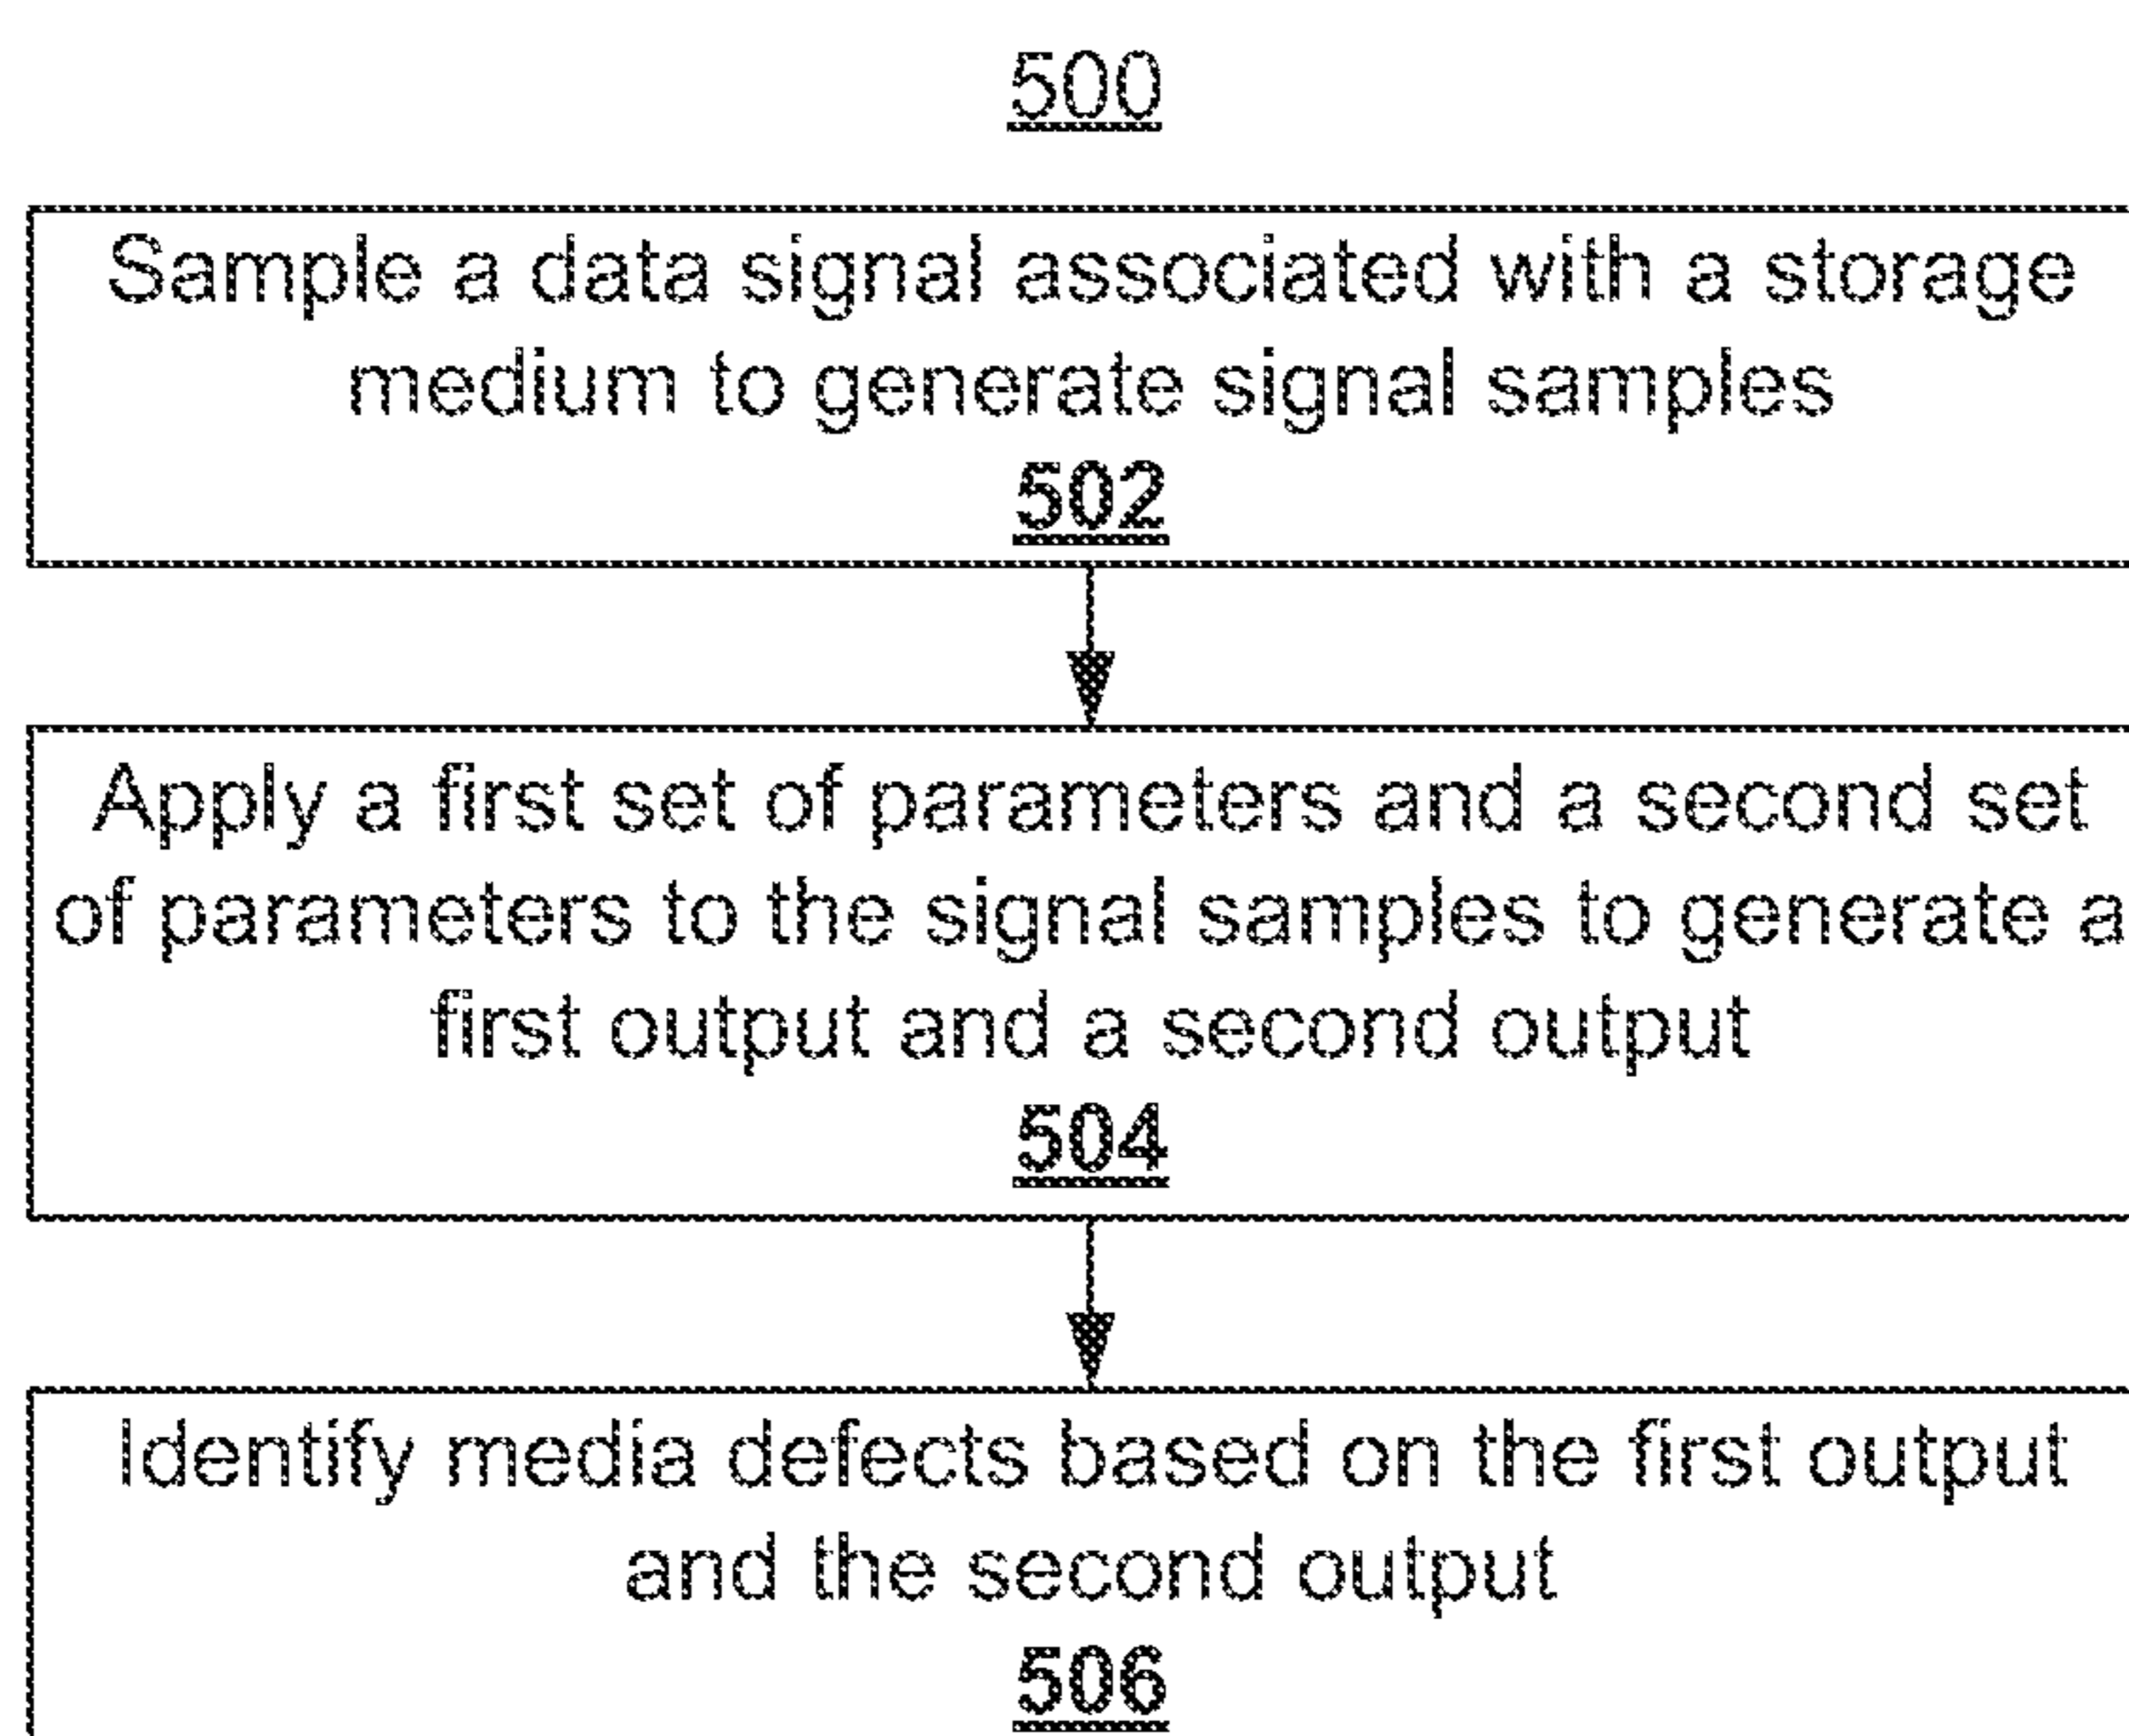 500
Sample a data signal associated with a storage
medium to generate signal samples
502
Apply a first set of parameters and a second set
of parameters to the signal samples to generate a
first output and a second output
504
Identify media defects based on the first output
and the second output
506